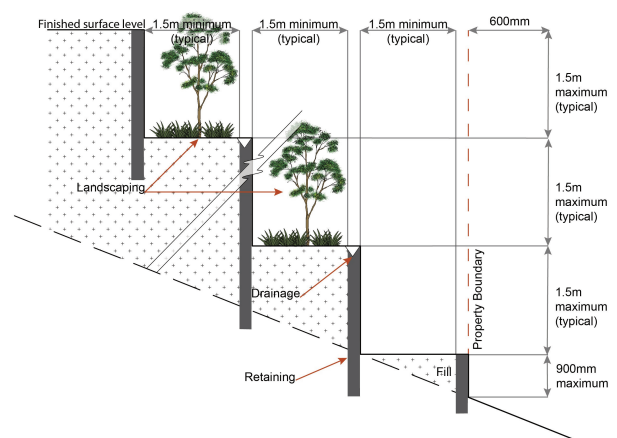 Finished surface level
1.5m minimum
(typical)
1.5m minimum
(typical)
1.5m minimum
(typical)
600mm
1.5m
maximum
(typical)
Landscaping
1.5m
maximum
(typical)
Drainage
Property Boundary
1.5m
maximum
(typical)
Retaining
Fill
900mm
maximum